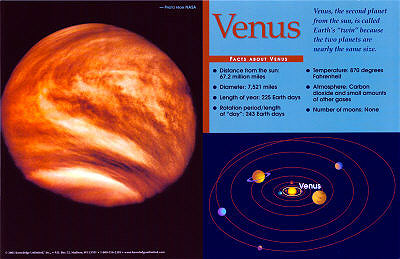 — PHOTO FROM NASA
Venus
Venus, the second planet
from the sun, is called
Earth's "twin" because
the two planets are
nearly the same size.
FACTS ABOUT VENUS
● Distance from the sun:
67.2 million miles
● Diameter: 7,521 miles
● Length of year: 225 Earth days
● Rotation period/length
of "day": 243 Earth days
● Temperature: 870 degrees
Fahrenheit
● Atmosphere: Carbon
dioxide and small amounts
of other gases
● Number of moons: None
Venus